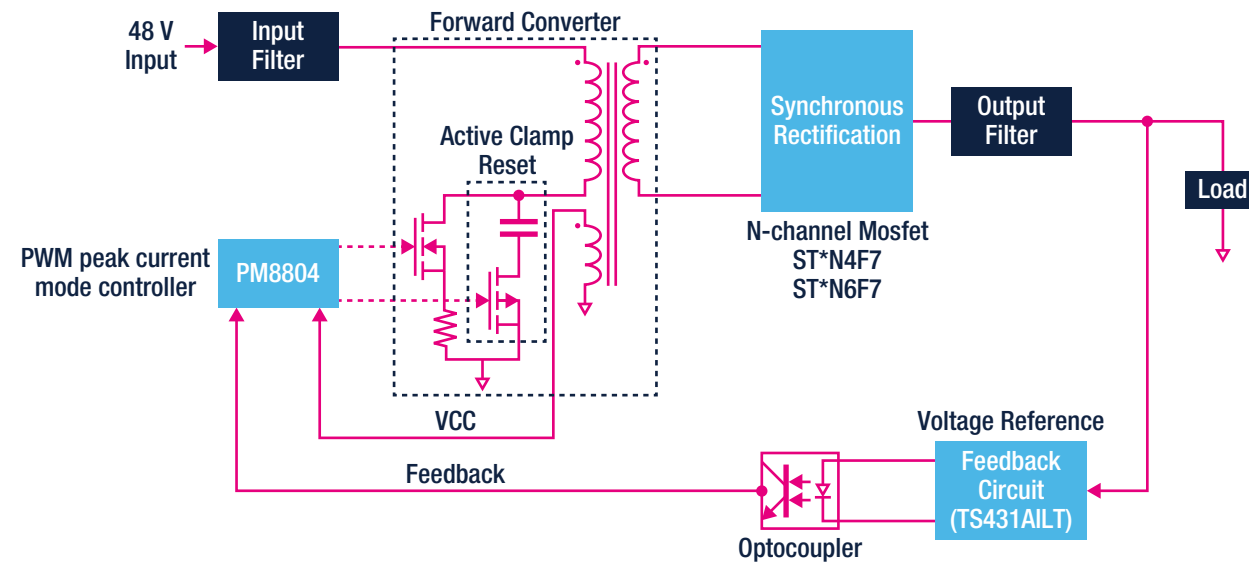 Forward Converter
48 V
Input
Input
Filter
Synchronous
Rectification
Output
Filter
Load
Active Clamp
Reset
N-channel Mosfet
ST*N4F7
ST*N6F7
PWM peak current
mode controller
PM8804
VCC
Feedback
Voltage Reference
Feedback
Circuit
(TS431AILT)
Optocoupler